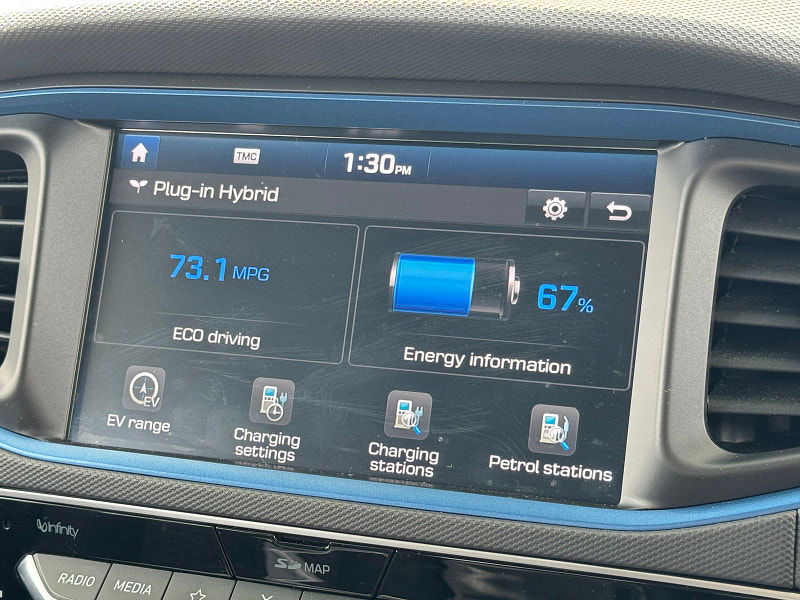 TMC
1:30PM
Plug-in Hybrid
73.1 MPG
67%
ECO driving
Energy information
EV
EV range
Charging
settings
Charging
stations
Petrol stations
Infinity
SD MAP
RADIO
MEDIA